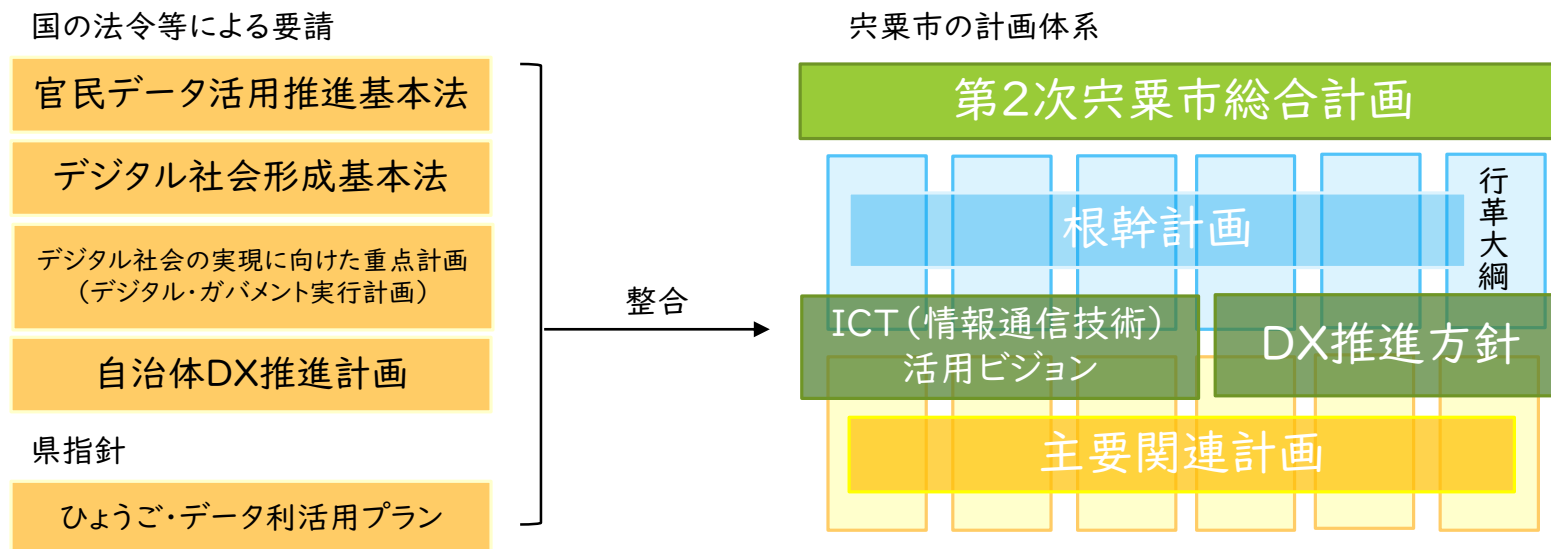 国の法令等による要請
官民データ活用推進基本法
デジタル社会形成基本法
デジタル社会の実現に向けた重点計画
（デジタル・ガバメント実行計画）
自治体DX推進計画
県指針
ひょうご・データ利活用プラン
整合
宍粟市の計画体系
第2次宍粟市総合計画
根幹計画
行革大綱
ICT（情報通信技術）
活用ビジョン
DX推進方針
主要関連計画